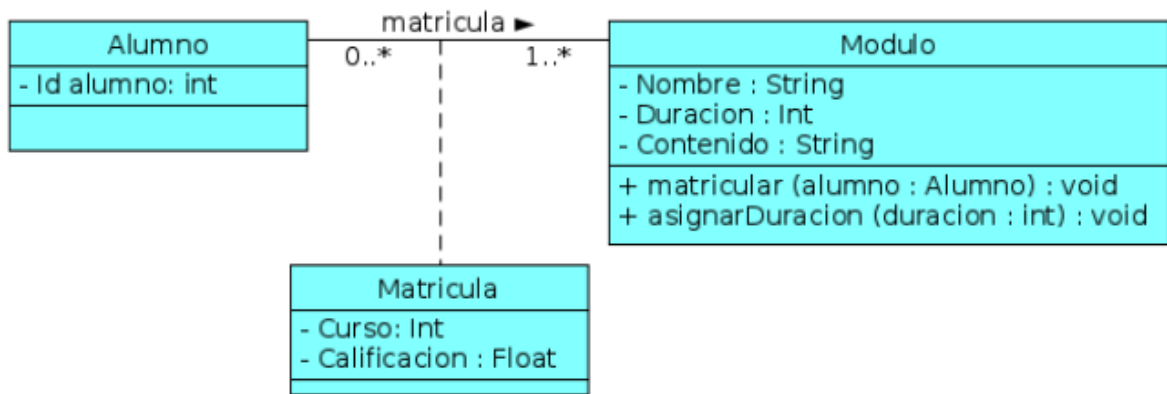 matricula ►
Alumno
0..*
1..*
Modulo
- Id alumno: int
- Nombre : String
- Duracion : Int
- Contenido : String
+ matricular (alumno : Alumno) : void
+ asignarDuracion (duracion : int) : void
Matricula
- Curso: Int
- Calificacion : Float